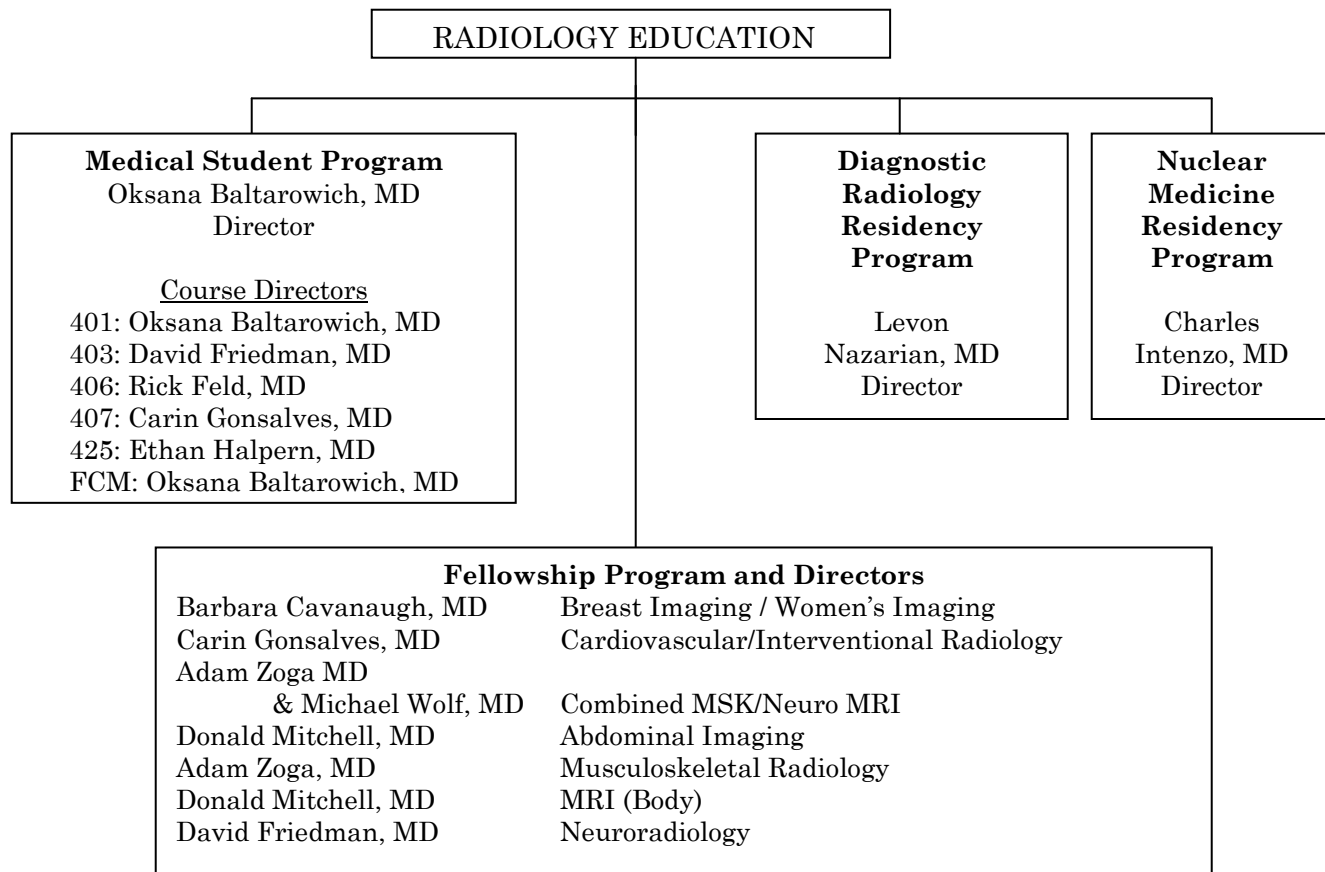 RADIOLOGY EDUCATION
Medical Student Program
Oksana Baltarowich, MD
Director
Course Directors
401: Oksana Baltarowich, MD
403: David Friedman, MD
406: Rick Feld, MD
407: Carin Gonsalves, MD
425: Ethan Halpern, MD
FCM: Oksana Baltarowich, MD
Diagnostic
Radiology
Residency
Program
Levon
Nazarian, MD
Director
Nuclear
Medicine
Residency
Program
Charles
Intenzo, MD
Director
Fellowship Program and Directors
Barbara Cavanaugh, MD Breast Imaging / Women’s Imaging
Carin Gonsalves, MD Cardiovascular/Interventional Radiology
Adam Zoga MD
& Michael Wolf, MD Combined MSK/Neuro MRI
Donald Mitchell, MD Abdominal Imaging
Adam Zoga, MD Musculoskeletal Radiology
Donald Mitchell, MD MRI (Body)
David Friedman, MD Neuroradiology